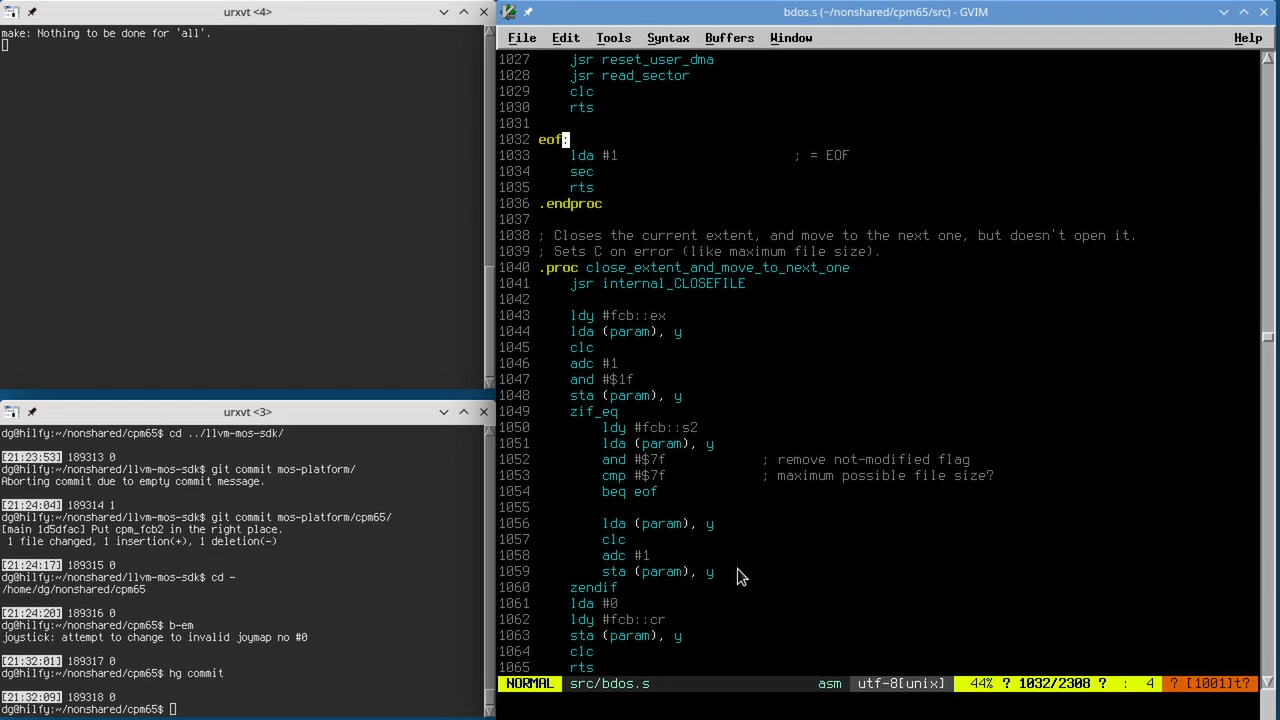 urxvt <4>
make: Nothing to be done for 'all'.
urxvt <3>
dg@hilfy:~/nonshared/cpm65$ cd ../llvm-mos-sdk/
[21:23:53] 189313 0
dg@hilfy:~/nonshared/llvm-mos-sdk$ git commit mos-platform/
Aborting commit due to empty commit message.
[21:24:04] 189314 1
dg@hilfy:~/nonshared/llvm-mos-sdk$ git commit mos-platform/cpm65/
[main 1d5dfac] Put cpm_fcb2 in the right place.
 1 file changed, 1 insertion(+), 1 deletion(-)
[21:24:17] 189315 0
dg@hilfy:~/nonshared/llvm-mos-sdk$ cd -
/home/dg/nonshared/cpm65
[21:24:20] 189316 0
dg@hilfy:~/nonshared/cpm65$ b-em
joystick: attempt to change to invalid joymap no #0
[21:32:01] 189317 0
dg@hilfy:~/nonshared/cpm65$ hg commit
[21:32:09] 189318 0
dg@hilfy:~/nonshared/cpm65$
bdos.s (~/nonshared/cpm65/src) - GVIM
File Edit Tools Syntax Buffers Window Help
1027     jsr reset_user_dma
1028     jsr read_sector
1029     clc
1030     rts
1031
1032 eof:
1033     lda #1                      ; = EOF
1034     sec
1035     rts
1036 .endproc
1037
1038 ; Closes the current extent, and move to the next one, but doesn't open it.
1039 ; Sets C on error (like maximum file size).
1040 .proc close_extent_and_move_to_next_one
1041     jsr internal_CLOSEFILE
1042
1043     ldy #fcb::ex
1044     lda (param), y
1045     clc
1046     adc #1
1047     and #$1f
1048     sta (param), y
1049     zif_eq
1050         ldy #fcb::s2
1051         lda (param), y
1052         and #$7f            ; remove not-modified flag
1053         cmp #$7f            ; maximum possible file size?
1054         beq eof
1055
1056         lda (param), y
1057         clc
1058         adc #1
1059         sta (param), y
1060     zendif
1061     lda #0
1062     ldy #fcb::cr
1063     sta (param), y
1064     clc
1065     rts
NORMAL src/bdos.s asm utf-8[unix] 44% ? 1032/2308 ? : 4 ? [1001]t?